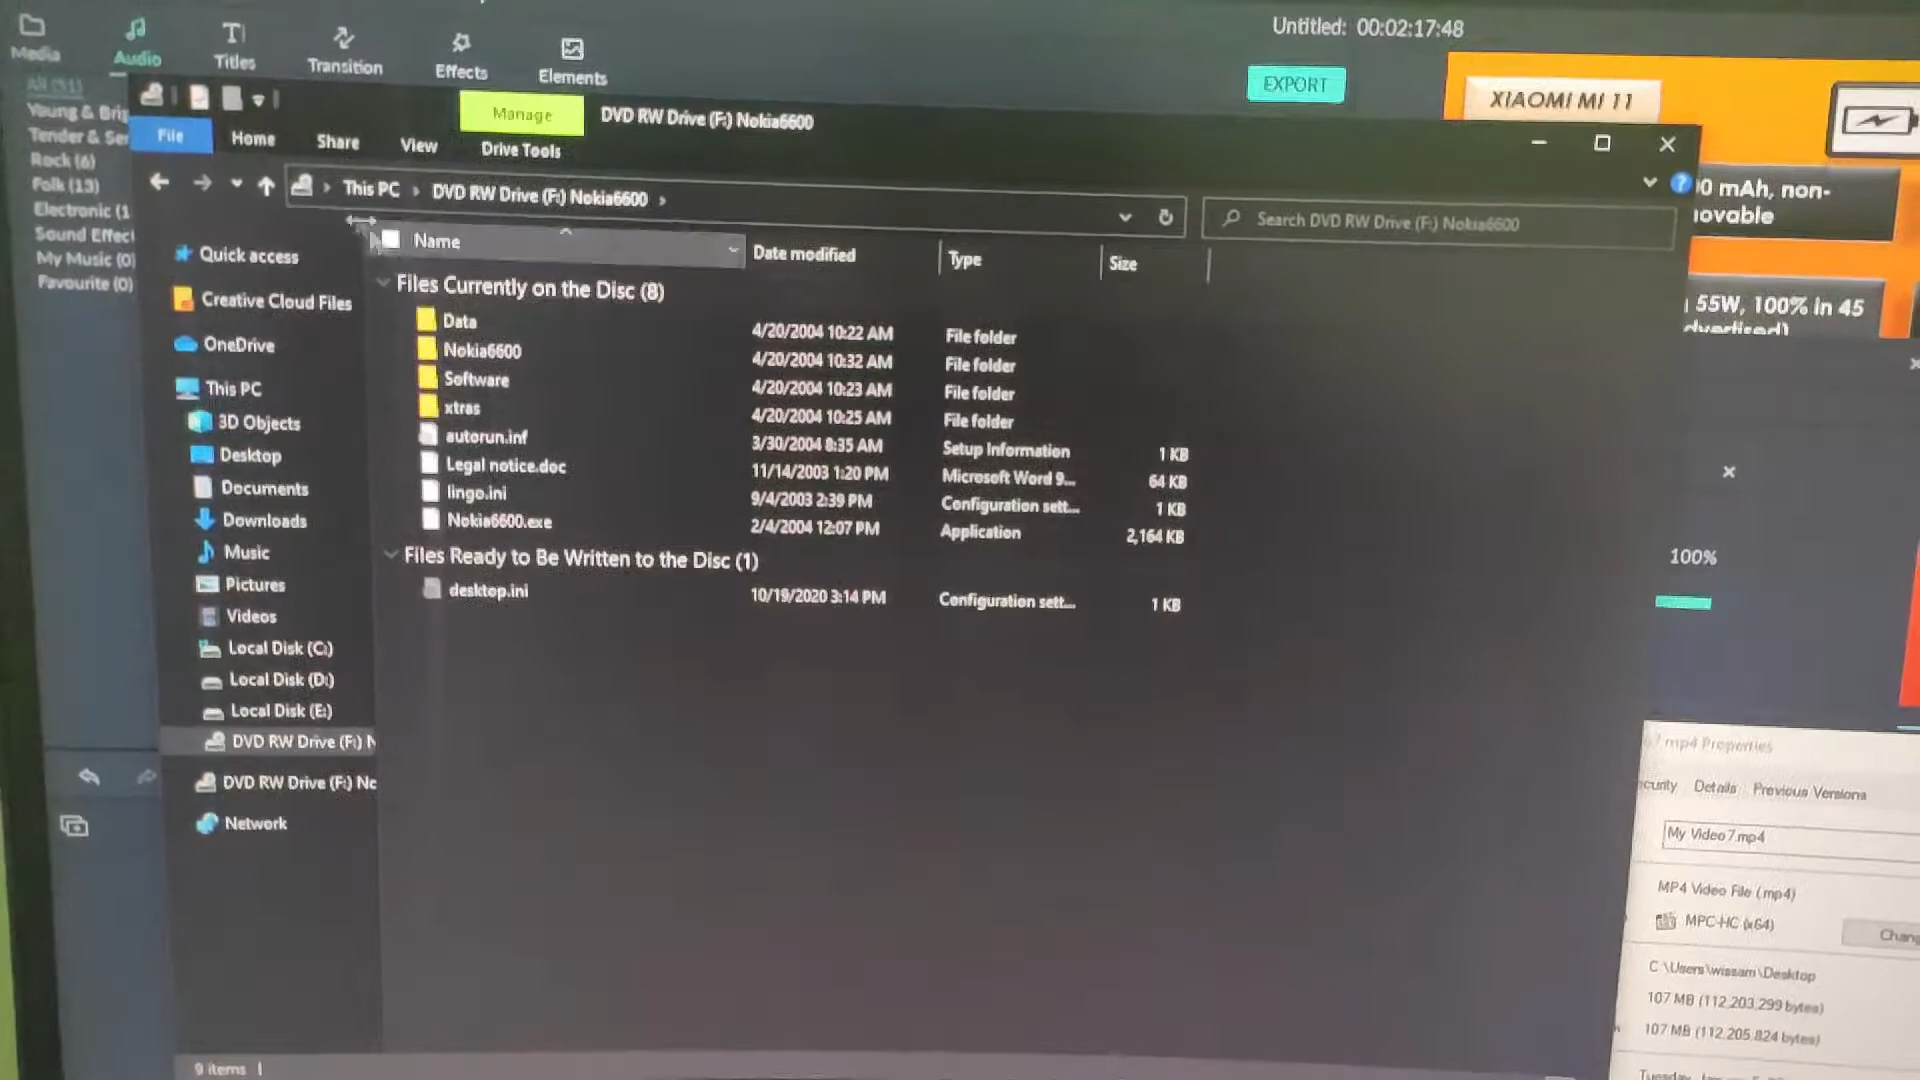 Media
Audio
Titles
Transition
Effects
Elements
Untitled: 00:02:17:48
EXPORT
XIAOMI MI 11
All (51)
Young & Brig
Tender & Ser
Rock (6)
Folk (13)
Electronic (1
Sound Effect
My Music (0)
Favourite (0)
Manage
DVD RW Drive (F:) Nokia6600
File
Home
Share
View
Drive Tools
This PC
DVD RW Drive (F:) Nokia6600
Search DVD RW Drive (F:) Nokia6600
0 mAh, non-
ovable
55W, 100% in 45
Quick access
Creative Cloud Files
OneDrive
This PC
3D Objects
Desktop
Documents
Downloads
Music
Pictures
Videos
Local Disk (C:)
Local Disk (D:)
Local Disk (E:)
DVD RW Drive (F:) N
DVD RW Drive (F:) Nc
Network
Name Date modified Type Size
Files Currently on the Disc (8)
Data 4/20/2004 10:22 AM File folder
Nokia6600 4/20/2004 10:32 AM File folder
Software 4/20/2004 10:23 AM File folder
xtras 4/20/2004 10:25 AM File folder
autorun.inf 3/30/2004 8:35 AM Setup Information 1 KB
Legal notice.doc 11/14/2003 1:20 PM Microsoft Word 9... 64 KB
lingo.ini 9/4/2003 2:39 PM Configuration sett... 1 KB
Nokia6600.exe 2/4/2004 12:07 PM Application 2,164 KB
Files Ready to Be Written to the Disc (1)
desktop.ini 10/19/2020 3:14 PM Configuration sett... 1 KB
9 items
100%
7.mp4 Properties
curity Details Previous Versions
My Video7.mp4
MP4 Video File (.mp4)
MPC-HC (x64)
Chang
C:\Users\wissam\Desktop
107 MB (112,203,299 bytes)
107 MB (112,205,824 bytes)